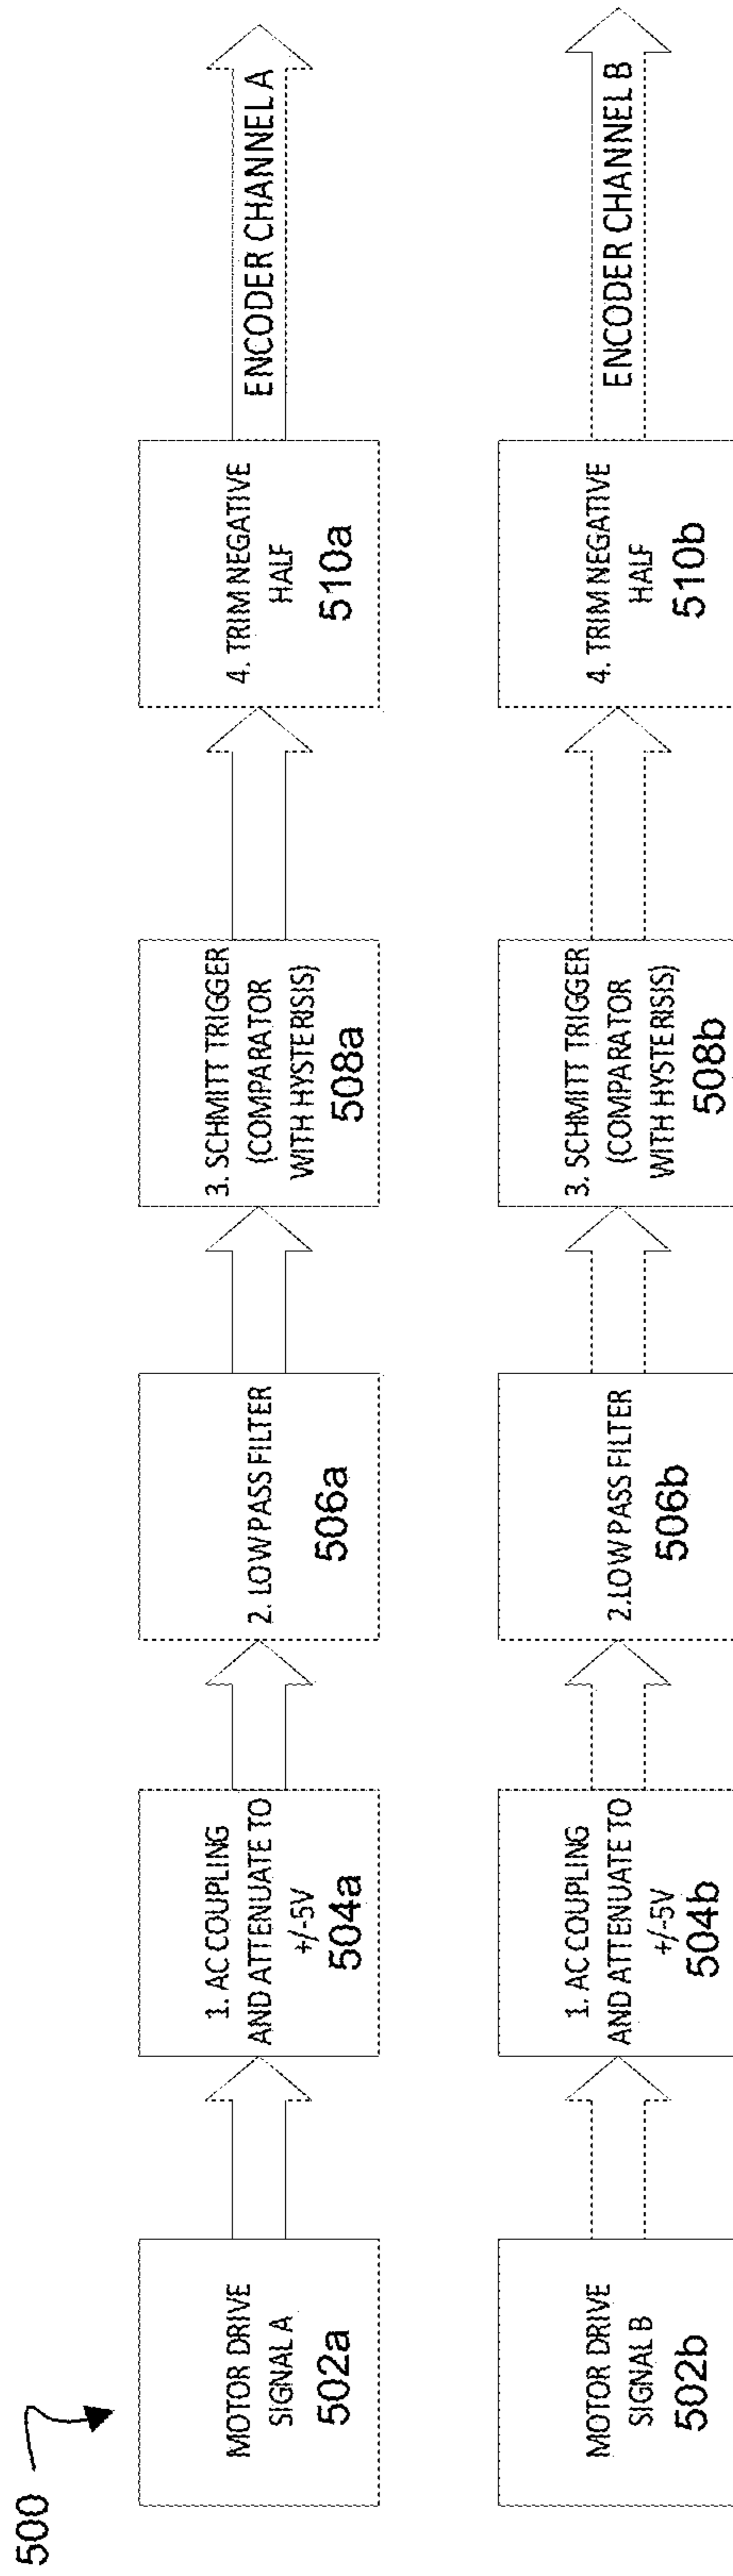 500
MOTOR DRIVE
SIGNAL A
502a
1. AC COUPLING
AND ATTENUATE TO
+/-5V
504a
2. LOW PASS FILTER
506a
3. SCHMITT TRIGGER
(COMPARATOR
WITH HYSTERISIS)
508a
4. TRIM NEGATIVE
HALF
510a
ENCODER CHANNEL A
MOTOR DRIVE
SIGNAL B
502b
1. AC COUPLING
AND ATTENUATE TO
+/-5V
504b
2.LOW PASS FILTER
506b
3. SCHMITT TRIGGER
(COMPARATOR
WITH HYSTERISIS)
508b
4. TRIM NEGATIVE
HALF
510b
ENCODER CHANNEL B